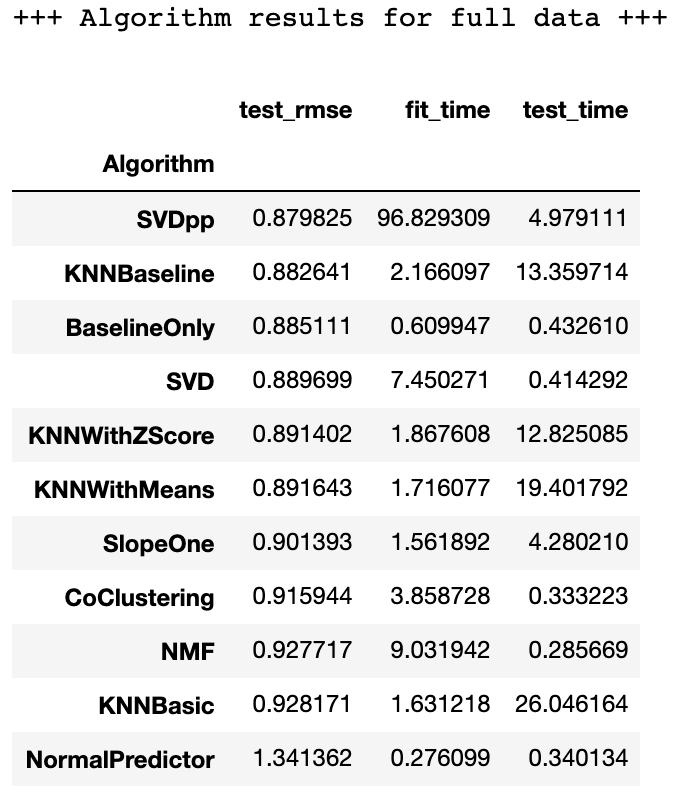 +++ Algorithm results for full data +++
test_rmse fit_time test_time
Algorithm
SVDpp 0.879825 96.829309 4.979111
KNNBaseline 0.882641 2.166097 13.359714
BaselineOnly 0.885111 0.609947 0.432610
SVD 0.889699 7.450271 0.414292
KNNWithZScore 0.891402 1.867608 12.825085
KNNWithMeans 0.891643 1.716077 19.401792
SlopeOne 0.901393 1.561892 4.280210
CoClustering 0.915944 3.858728 0.333223
NMF 0.927717 9.031942 0.285669
KNNBasic 0.928171 1.631218 26.046164
NormalPredictor 1.341362 0.276099 0.340134